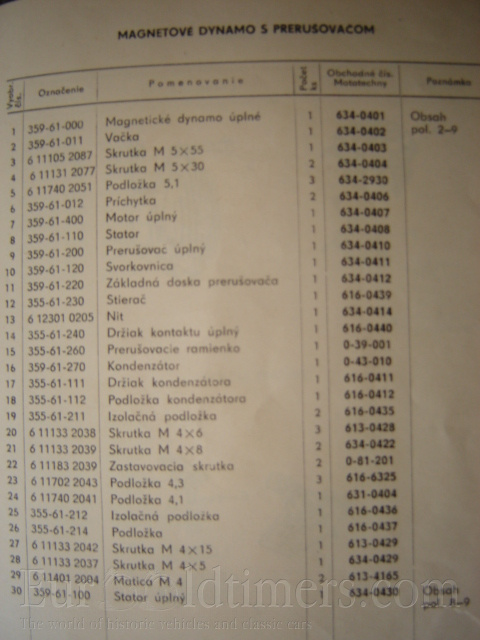 MAGNETOVÉ DYNAMO S PRERUŠOVAČOM
Vyobr. čís. Označenie Pomenovanie Počet ks Obchodné čís. Mototechny Poznámka
1 359-61-000 Magnetické dynamo úplné 1 634-0401 Obsah
2 359-61-011 Vačka 1 634-0402 pol. 2–9
3 6 11105 2087 Skrutka M 5×55 1 634-0403
4 6 11131 2077 Skrutka M 5×30 2 634-0404
5 6 11740 2051 Podložka 5,1 3 634-2930
6 359-61-012 Príchytka 2 634-0406
7 359-61-400 Motor úplný 1 634-0407
8 359-61-110 Stator 1 634-0408
9 359-61-200 Prerušovač úplný 1 634-0410
10 359-61-120 Svorkovnica 1 634-0411
11 359-61-220 Základná doska prerušovača 1 634-0412
12 355-61-230 Stierač 1 616-0439
13 6 12301 0205 Nit 1 634-0414
14 355-61-240 Držiak kontaktu úplný 1 616-0440
15 355-61-260 Prerušovacie ramienko 1 0-39-001
16 359-61-270 Kondenzátor 1 0-43-010
17 355-61-111 Držiak kondenzátora 1 616-0411
18 355-61-112 Podložka kondenzátora 1 616-0412
19 355-61-211 Izolačná podložka 2 616-0435
20 6 11133 2038 Skrutka M 4×6 3 613-0428
21 6 11133 2039 Skrutka M 4×8 2 634-0422
22 6 11183 2039 Zastavovacia skrutka 2 0-81-201
23 6 11702 2043 Podložka 4,3 3 616-6325
24 6 11740 2041 Podložka 4,1 1 631-0404
25 355-61-212 Izolačná podložka 1 616-0436
26 355-61-214 Podložka 1 616-0437
27 6 11133 2042 Skrutka M 4×15 1 613-0429
28 6 11133 2037 Skrutka M 4×5 1 634-0429
29 6 11401 2004 Matica M 4 2 613-4165
30 359-61-100 Stator úplný 1 634-0430 Obsah
pol. 8–9
EurOldtimers.com
The world of historic vehicles and classic cars